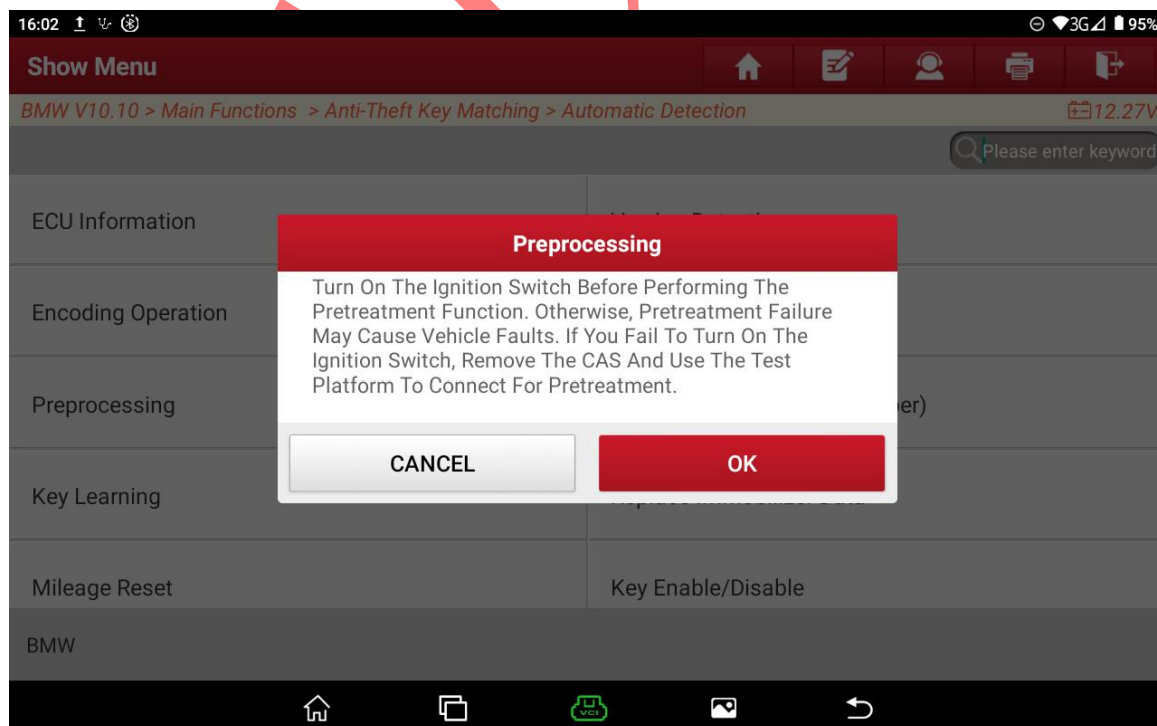 16:02
3G 95%
Show Menu
BMW V10.10 > Main Functions > Anti-Theft Key Matching > Automatic Detection
12.27V
Please enter keyword
ECU Information
Preprocessing
Turn On The Ignition Switch Before Performing The
Pretreatment Function. Otherwise, Pretreatment Failure
May Cause Vehicle Faults. If You Fail To Turn On The
Ignition Switch, Remove The CAS And Use The Test
Platform To Connect For Pretreatment.
Encoding Operation
Preprocessing
er)
CANCEL
OK
Key Learning
Mileage Reset
Key Enable/Disable
BMW
VCI